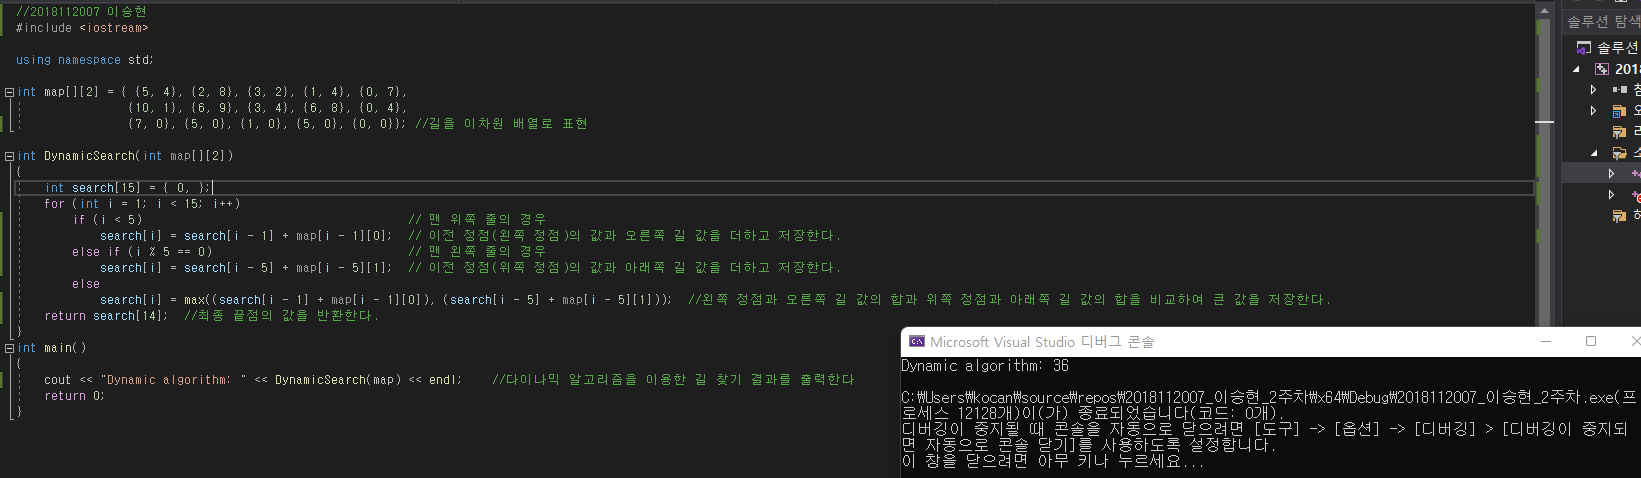 //2018112007 이승현
#include <iostream>
using namespace std;
int map[][2] = { {5, 4}, {2, 8}, {3, 2}, {1, 4}, {0, 7},
{10, 1}, {6, 9}, {3, 4}, {6, 8}, {0, 4},
{7, 0}, {5, 0}, {1, 0}, {5, 0}, {0, 0}}; //길을 이차원 배열로 표현
int DynamicSearch(int map[][2])
{
int search[15] = { 0, };
for (int i = 1; i < 15; i++)
if (i < 5) // 맨 위쪽 줄의 경우
search[i] = search[i - 1] + map[i - 1][0]; // 이전 정점(왼쪽 정점)의 값과 오른쪽 길 값을 더하고 저장한다.
else if (i % 5 == 0) // 맨 왼쪽 줄의 경우
search[i] = search[i - 5] + map[i - 5][1]; // 이전 정점(위쪽 정점)의 값과 아래쪽 길 값을 더하고 저장한다.
else
search[i] = max((search[i - 1] + map[i - 1][0]), (search[i - 5] + map[i - 5][1])); //왼쪽 정점과 오른쪽 길 값의 합과 위쪽 정점과 아래쪽 길 값의 합을 비교하여 큰 값을 저장한다.
return search[14]; //최종 끝점의 값을 반환한다.
}
int main()
{
cout << "Dynamic algorithm: " << DynamicSearch(map) << endl; //다이나믹 알고리즘을 이용한 길 찾기 결과를 출력한다
return 0;
}
솔루션 탐색
솔루션
2018
Microsoft Visual Studio 디버그 콘솔
Dynamic algorithm: 36
C:₩Users₩kocan₩source₩repos₩2018112007_이승현_2주차₩x64₩Debug₩2018112007_이승현_2주차.exe(프
로세스 12128개)이(가) 종료되었습니다(코드: 0개).
디버깅이 중지될 때 콘솔을 자동으로 닫으려면 [도구] -> [옵션] -> [디버깅] > [디버깅이 중지되
면 자동으로 콘솔 닫기]를 사용하도록 설정합니다.
이 창을 닫으려면 아무 키나 누르세요...